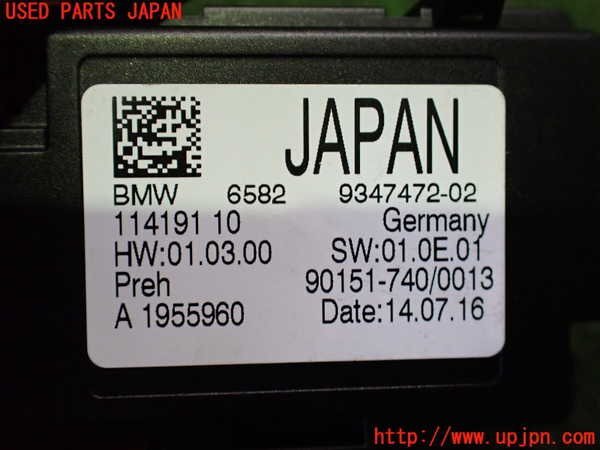 USED PARTS JAPAN
JAPAN
BMW 6582 9347472-02
114191 10 Germany
HW:01.03.00 SW:01.0E.01
Preh 90151-740/0013
A 1955960 Date:14.07.16
http://www.upjpn.com